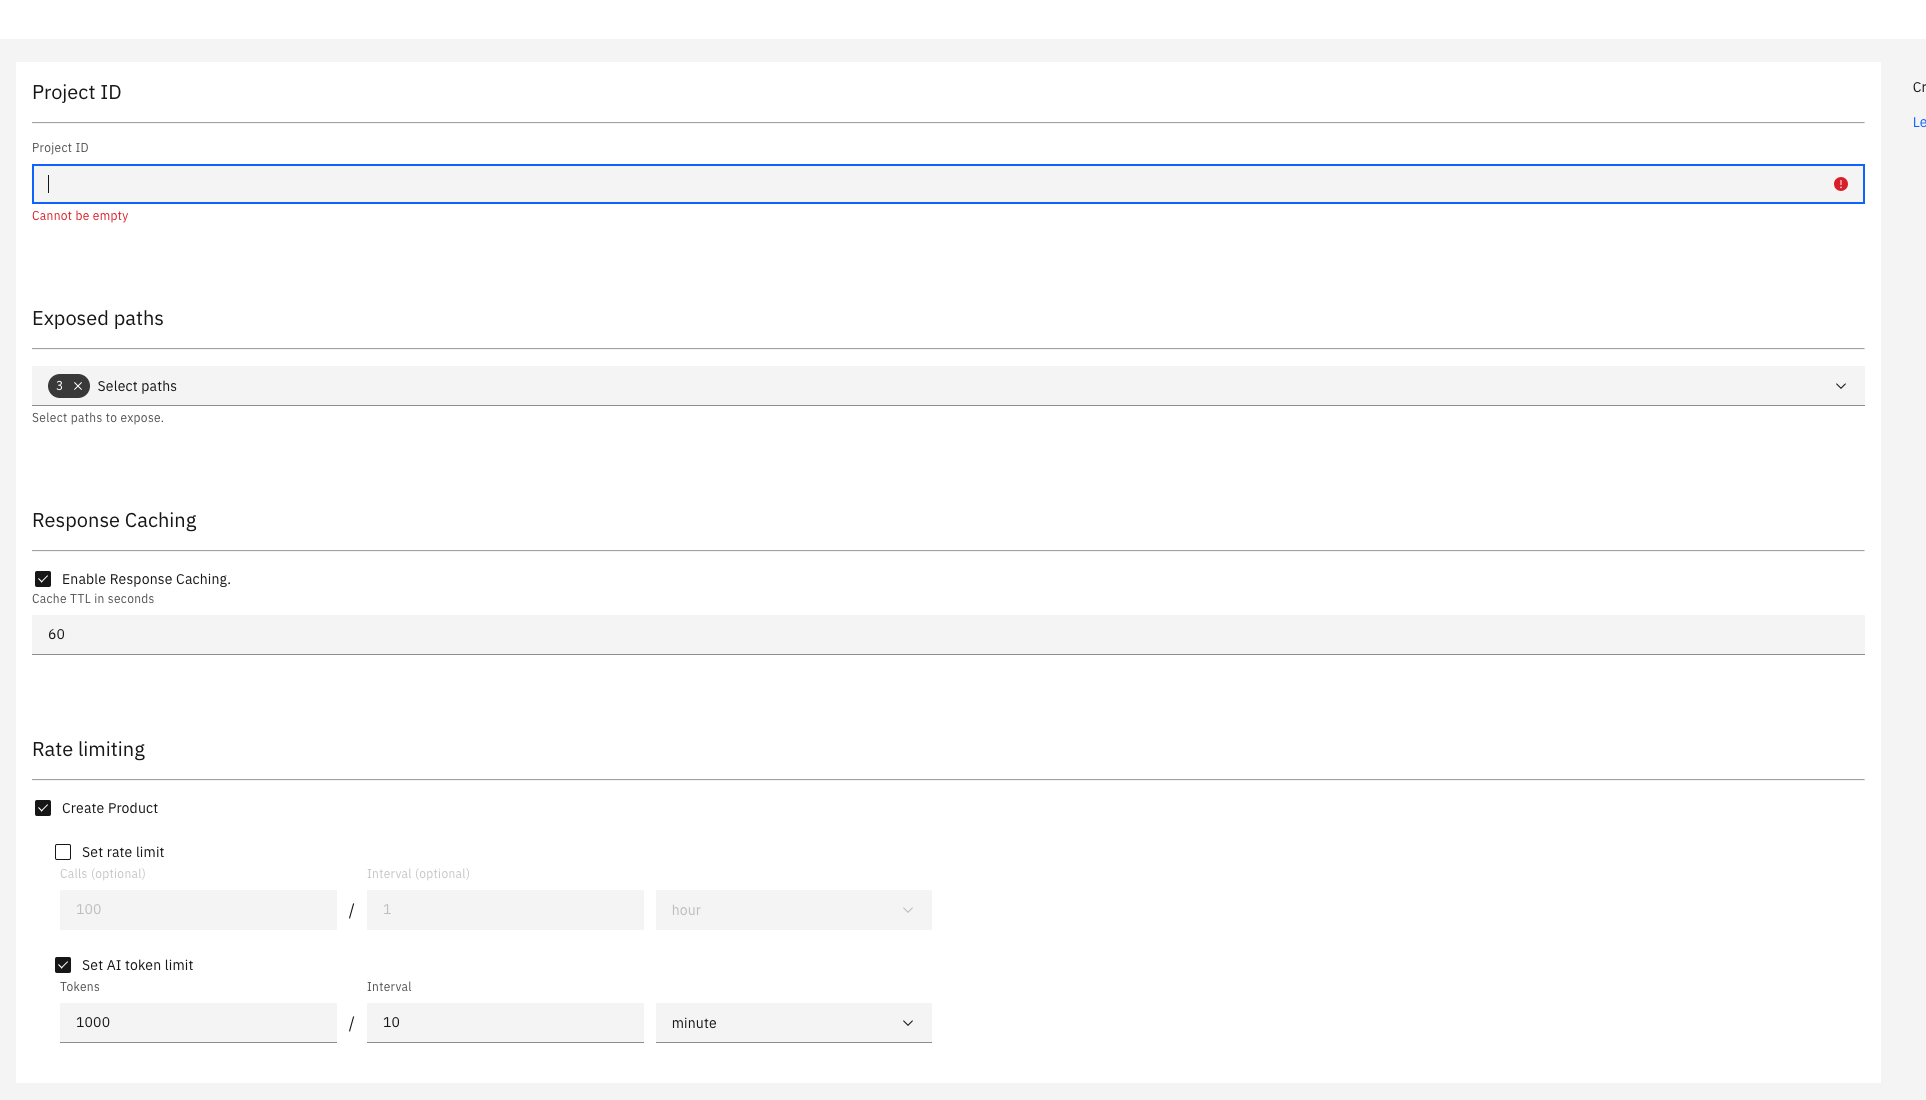 Project ID
Cr
Le
Project ID
Cannot be empty
Exposed paths
3 Select paths
Select paths to expose.
Response Caching
Enable Response Caching.
Cache TTL in seconds
60
Rate limiting
Create Product
Set rate limit
Calls (optional) Interval (optional)
100 / 1 hour
Set AI token limit
Tokens Interval
1000 / 10 minute